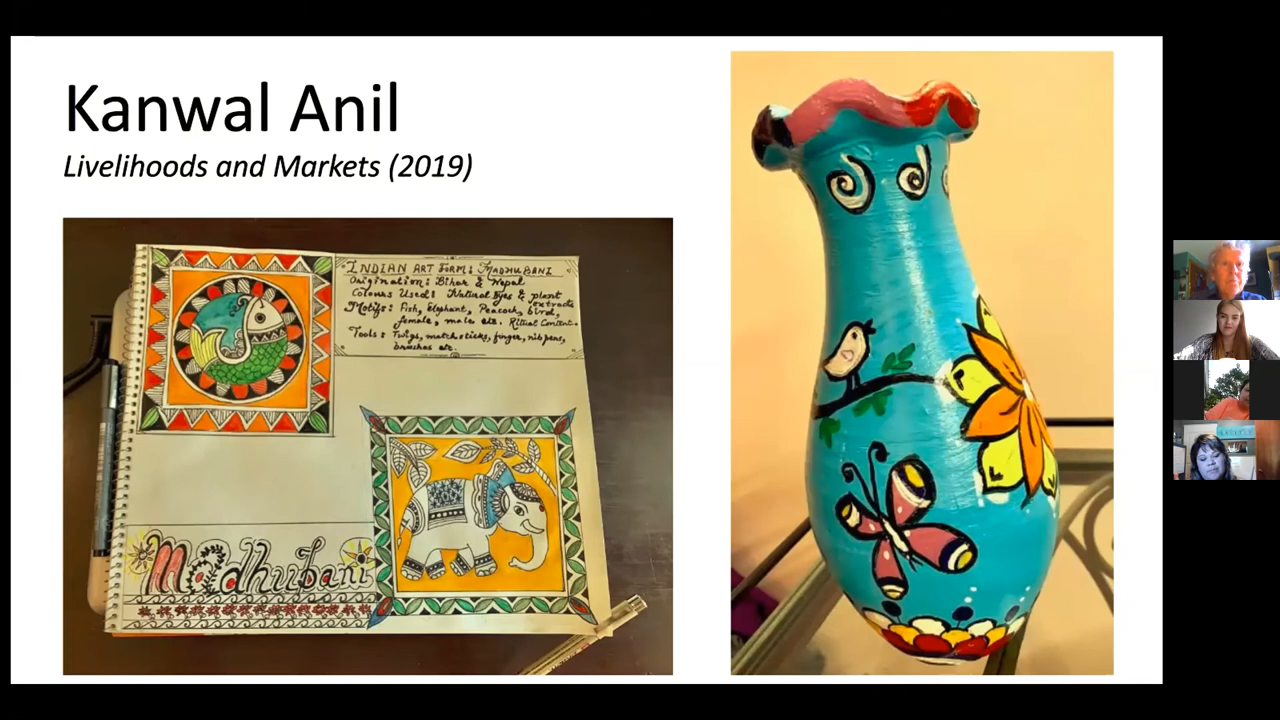 Kanwal Anil
Livelihoods and Markets (2019)
INDIAN ART FORM: MADHUBANI
Origination: Bihar & Nepal
Colours Used: Natural Dyes & plant
extracts
Motifs: Fish, Elephant, Peacock, bird,
female, male etc. Ritual Content.
Tools: Twigs, matchsticks, finger, nib pens,
brushes etc.
Madhubani